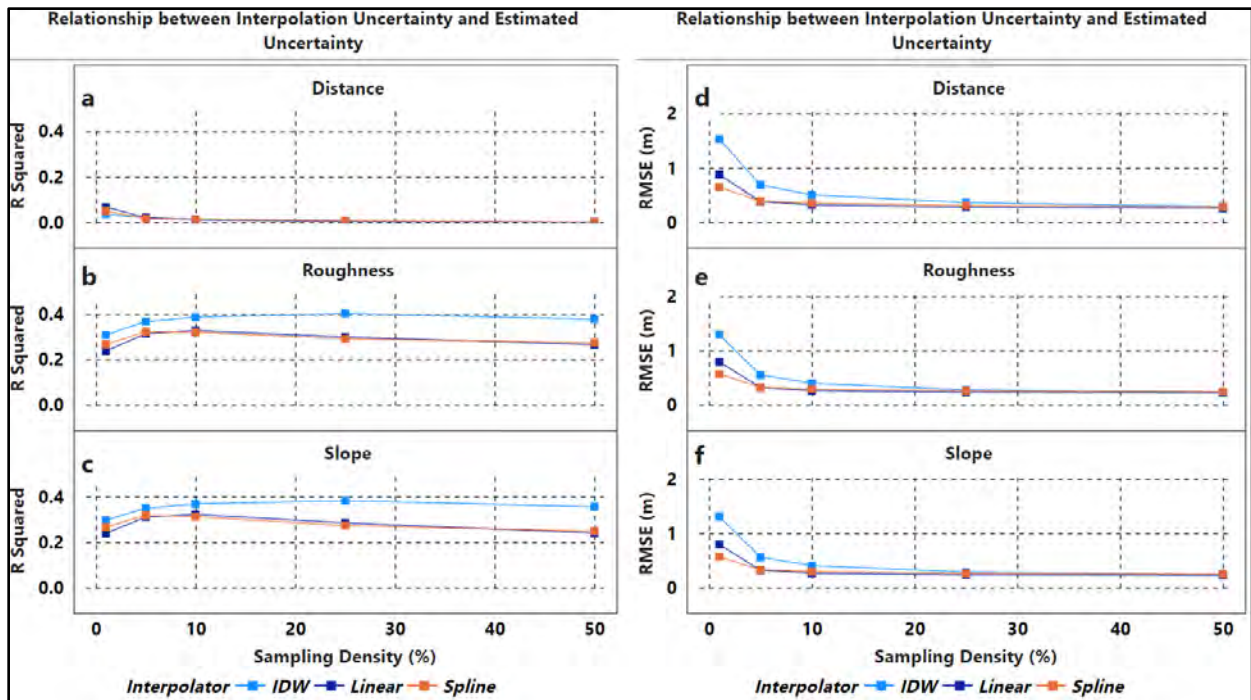 Relationship between Interpolation Uncertainty and Estimated
Uncertainty
a
Distance
R Squared
0.4
0.2
0.0
b
Roughness
R Squared
0.4
0.2
0.0
c
Slope
R Squared
0.4
0.2
0.0
0 10 20 30 40 50
Sampling Density (%)
Interpolator IDW Linear Spline
Relationship between Interpolation Uncertainty and Estimated
Uncertainty
d
Distance
RMSE (m)
2
1
0
e
Roughness
RMSE (m)
2
1
0
f
Slope
RMSE (m)
2
1
0
0 10 20 30 40 50
Sampling Density (%)
Interpolator IDW Linear Spline